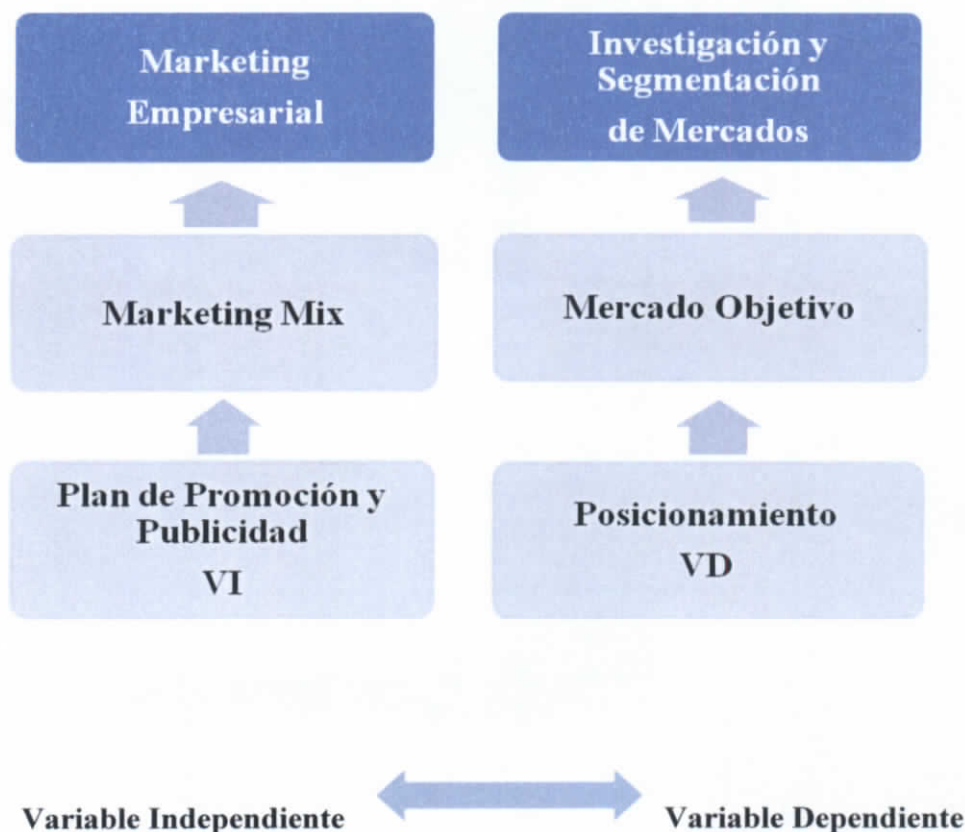 Marketing
Empresarial
Investigación y
Segmentación
de Mercados
Marketing Mix
Mercado Objetivo
Plan de Promoción y
Publicidad
VI
Posicionamiento
VD
Variable Independiente
Variable Dependiente